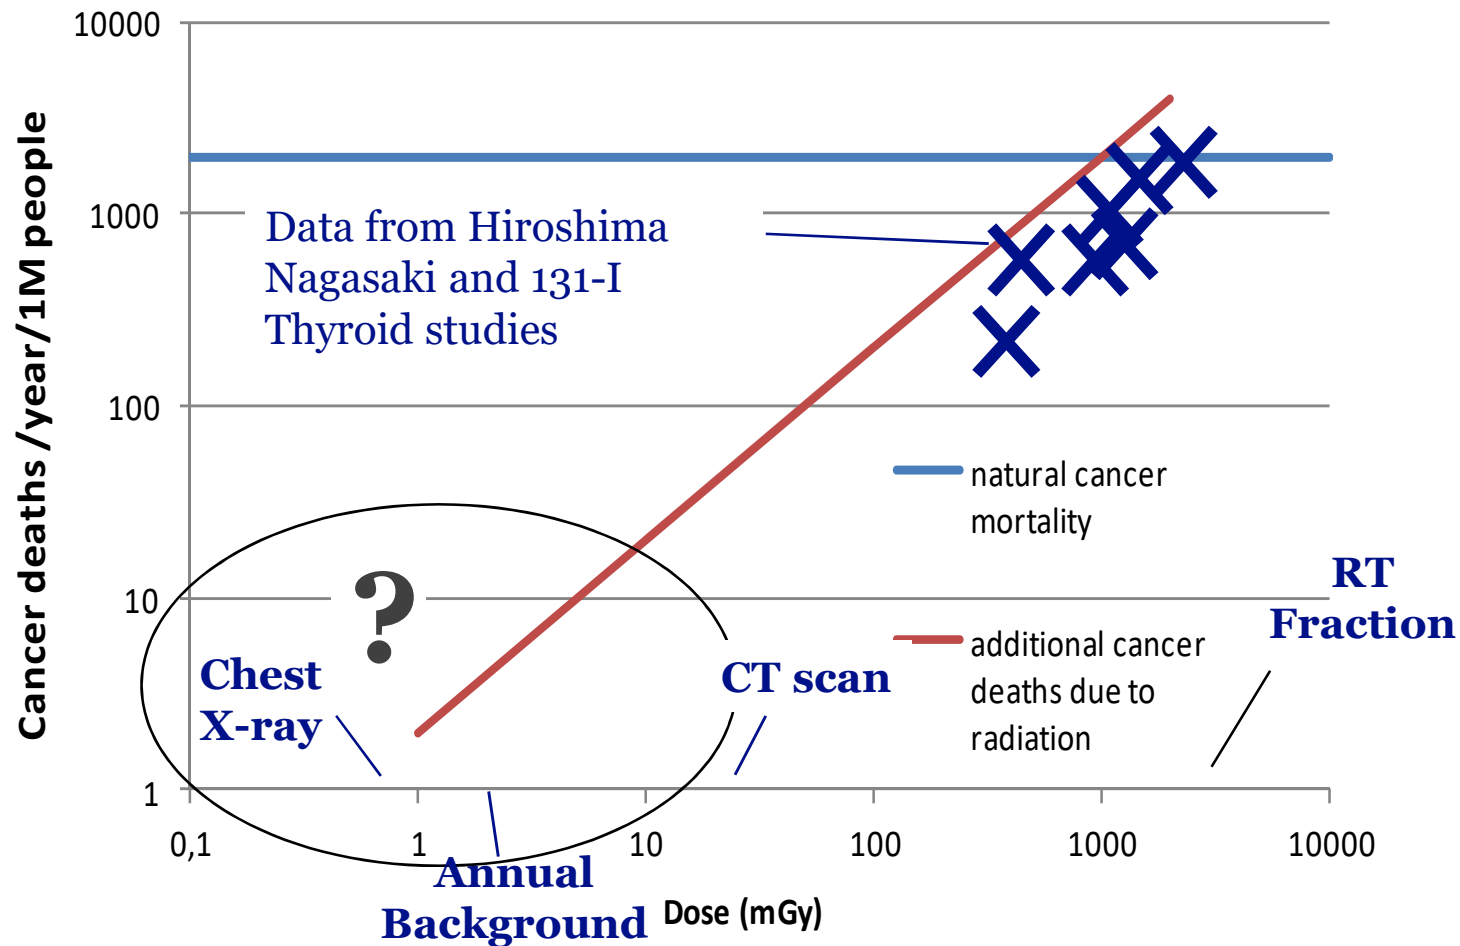 Cancer deaths /year/1M people
10000
1000
100
10
1
Data from Hiroshima
Nagasaki and 131-I
Thyroid studies
natural cancer
mortality
additional cancer
deaths due to
radiation
RT
Fraction
?
Chest
X-ray
CT scan
0,1
1
10
100
1000
10000
Annual
Background
Dose (mGy)